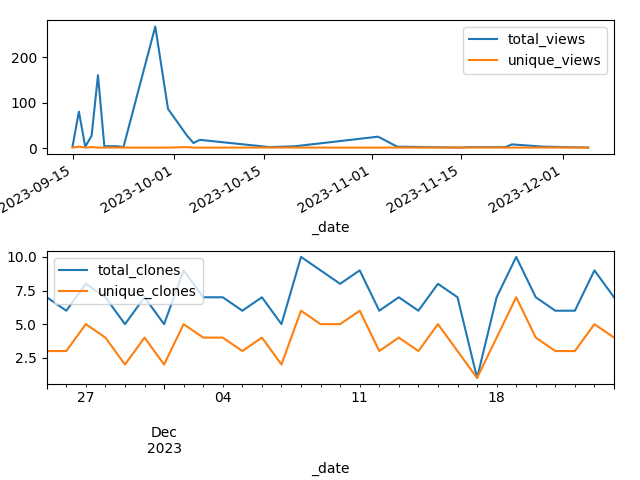 200
100
0
total_views
unique_views
2023-09-15
2023-10-01
2023-10-15
2023-11-01
2023-11-15
2023-12-01
_date
10.0
7.5
5.0
2.5
total_clones
unique_clones
27
04
11
18
Dec
2023
_date